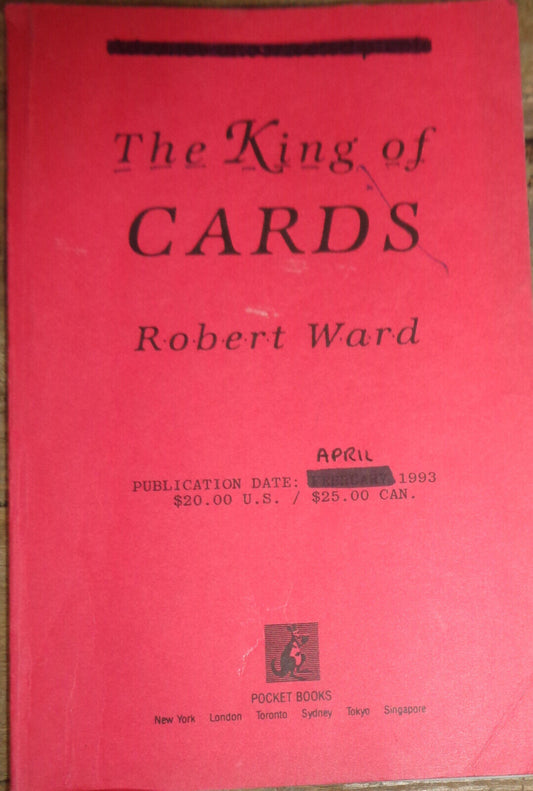 The King of
CARDS
Robert Ward
APRIL
PUBLICATION DATE: FEBRUARY 1993
$20.00 U.S. / $25.00 CAN.
POCKET BOOKS
New York London Toronto Sydney Tokyo Singapore